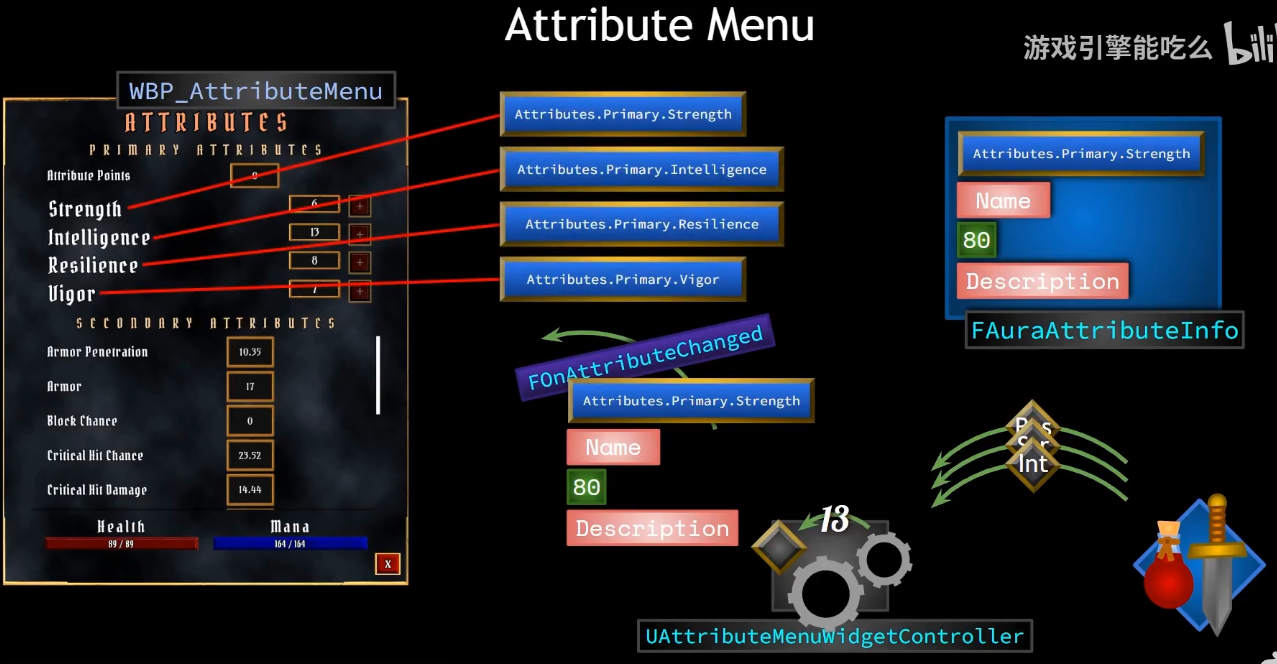 Attribute Menu
游戏引擎能吃么
WBP_AttributeMenu
ATTRIBUTES
PRIMARY ATTRIBUTES
Attribute Points
Strength 6 +
Intelligence 13 +
Resilience 8 +
Vigor 7 +
SECONDARY ATTRIBUTES
Armor Penetration 10.35
Armor 17
Block Chance 0
Critical Hit Chance 23.52
Critical Hit Damage 14.44
Health Mana
89 / 89 164 / 164
X
Attributes.Primary.Strength
Attributes.Primary.Intelligence
Attributes.Primary.Resilience
Attributes.Primary.Vigor
FOnAttributeChanged
Attributes.Primary.Strength
Name
80
Description
13
UAttributeMenuWidgetController
Attributes.Primary.Strength
Name
80
Description
FAuraAttributeInfo
Int